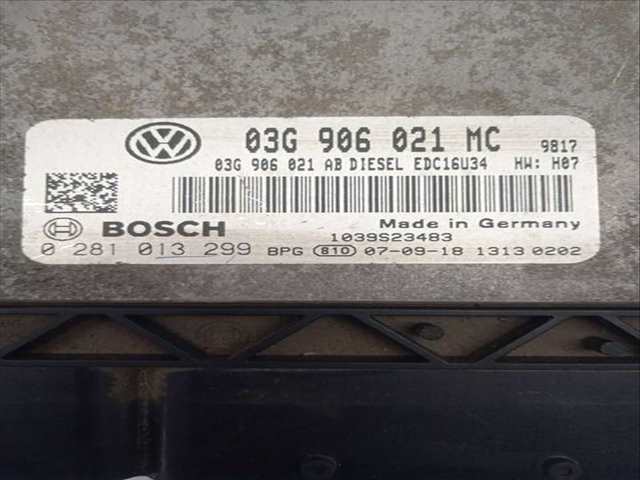 VW 03G 906 021 MC 9817
03G 906 021 AB DIESEL EDC16U34 HW: H07
BOSCH Made in Germany
1039S23483
0 281 013 299 BPG 810 07-09-18 1313 0202